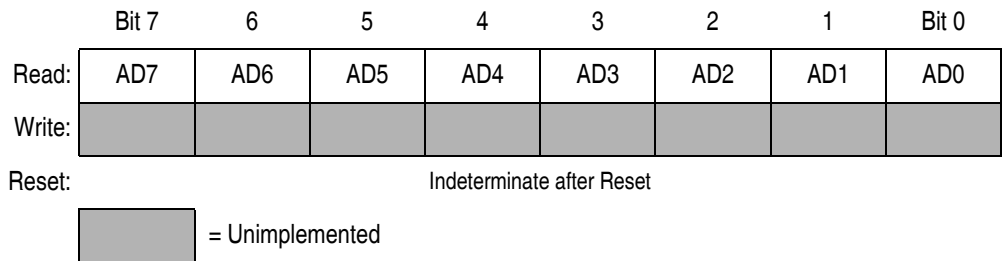 Bit 7 6 5 4 3 2 1 Bit 0
Read: AD7 AD6 AD5 AD4 AD3 AD2 AD1 AD0
Write:
Reset: Indeterminate after Reset
= Unimplemented